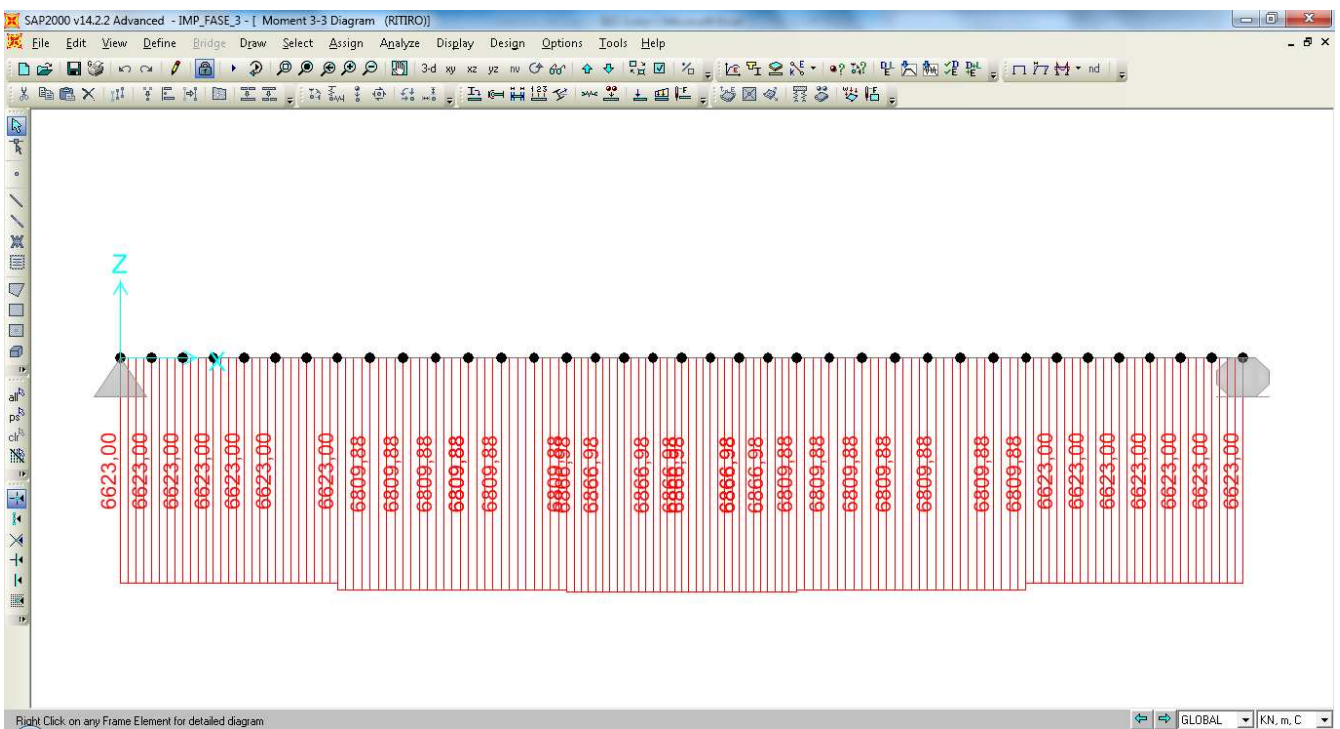 SAP2000 v14.2.2 Advanced - IMP_FASE_3 - [ Moment 3-3 Diagram (RITIRO)]
File Edit View Define Bridge Draw Select Assign Analyze Display Design Options Tools Help
3-d xy xz yz nv
nd
all
ps
clr
Z
X
6623,00 6623,00 6623,00 6623,00 6623,00 6623,00 6623,00 6809,88 6809,88 6809,88 6809,88 6809,88 6809,88 6866,98 6866,98 6866,98 6866,98 6866,98 6866,98 6809,88 6809,88 6809,88 6809,88 6809,88 6809,88 6623,00 6623,00 6623,00 6623,00 6623,00 6623,00 6623,00
Right Click on any Frame Element for detailed diagram
GLOBAL
KN, m, C